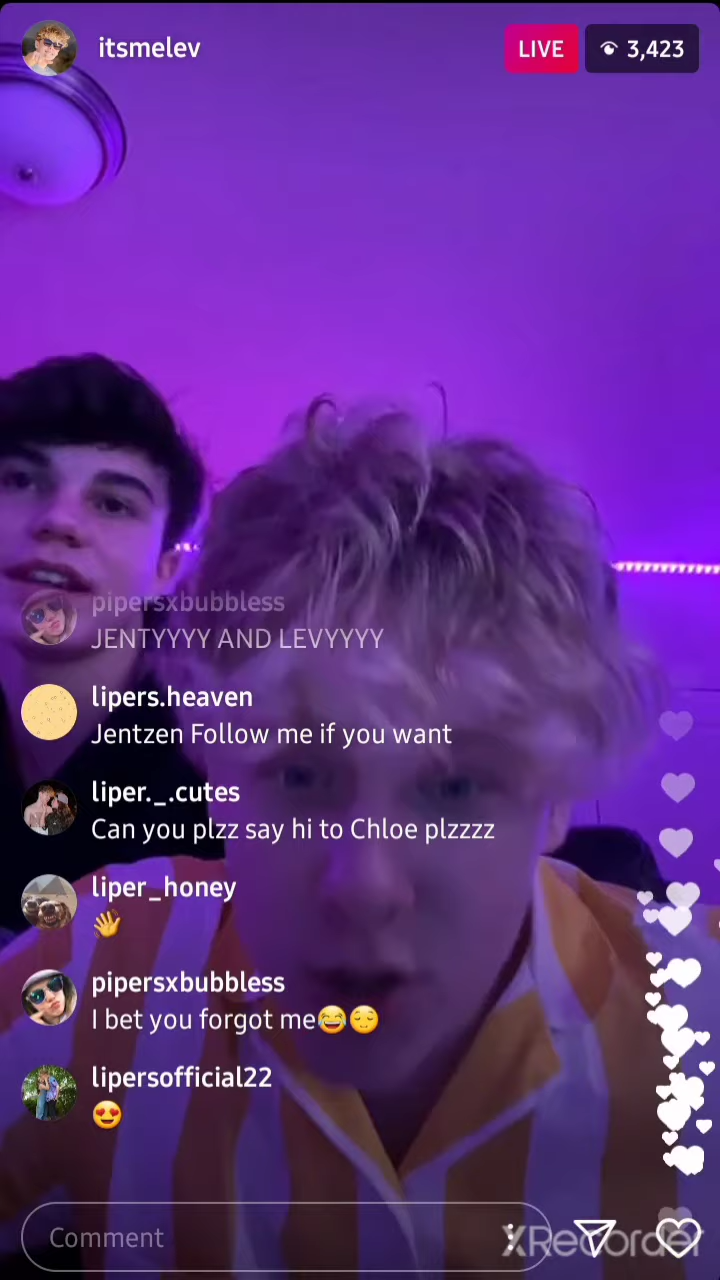 itsmelev
LIVE
3,423
pipersxbubbless
JENTYYYY AND LEVYYYY
lipers.heaven
Jentzen Follow me if you want
liper._.cutes
Can you plzz say hi to Chloe plzzzz
liper_honey
👋
pipersxbubbless
I bet you forgot me😂😌
lipersofficial22
😍
Comment
XRecorder